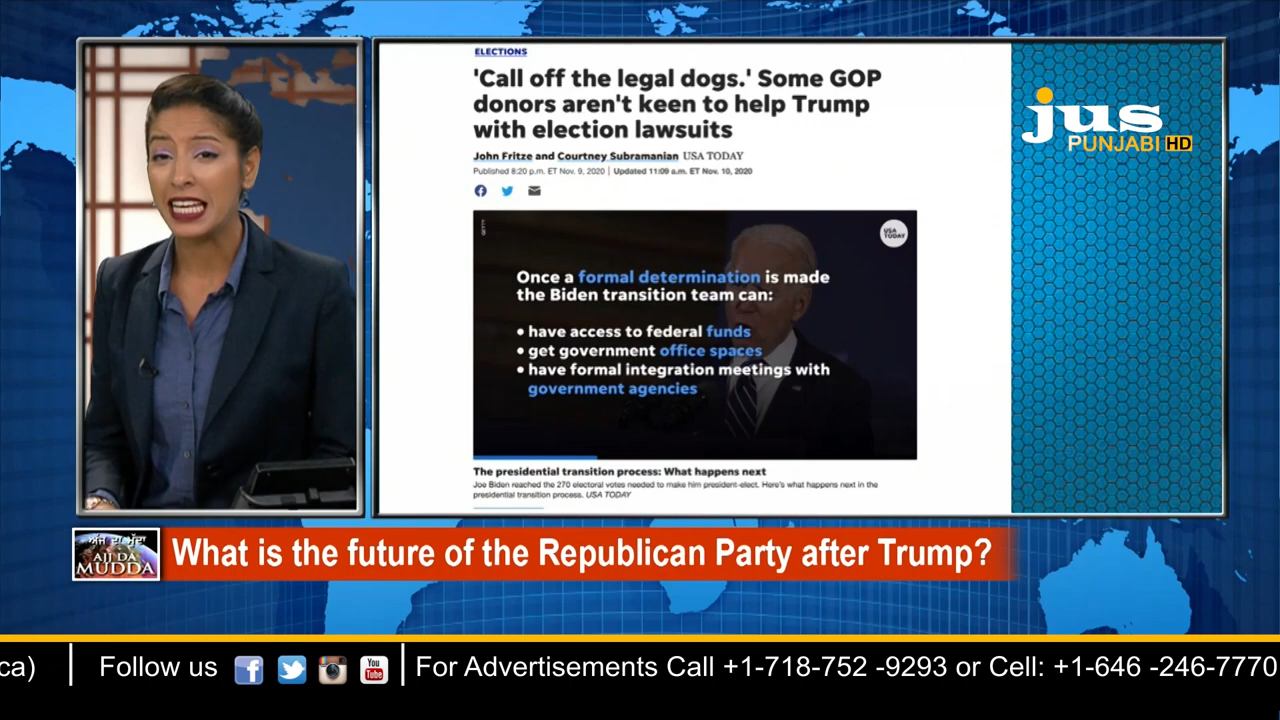 ELECTIONS
'Call off the legal dogs.' Some GOP
donors aren't keen to help Trump
with election lawsuits
John Fritze and Courtney Subramanian USA TODAY
Published 8:20 p.m. ET Nov. 9, 2020 | Updated 11:09 a.m. ET Nov. 10, 2020
GETTY
USA
TODAY
Once a formal determination is made
the Biden transition team can:
• have access to federal funds
• get government office spaces
• have formal integration meetings with
government agencies
The presidential transition process: What happens next
Joe Biden reached the 270 electoral votes needed to make him president-elect. Here's what happens next in the
presidential transition process. USA TODAY
jus
PUNJABI HD
ਅੱਜ ਦਾ ਮੁੱਦਾ
AJJ DA
MUDDA
What is the future of the Republican Party after Trump?
ca) | Follow us You Tube | For Advertisements Call +1-718-752 -9293 or Cell: +1-646 -246-7770